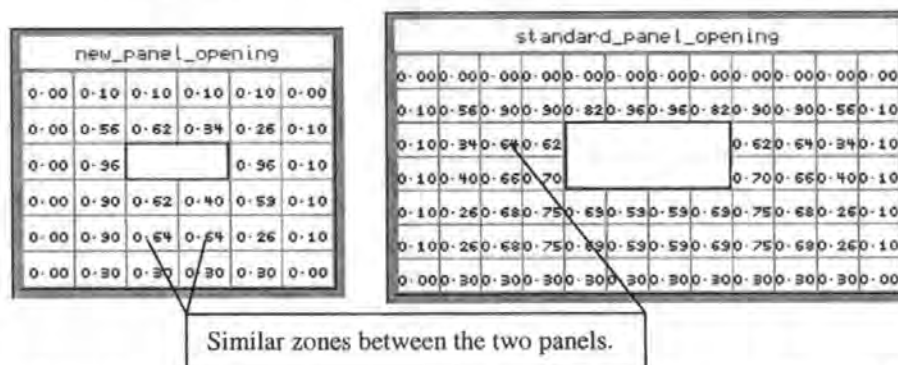 new_panel_opening
0.00 0.10 0.10 0.10 0.10 0.00
0.00 0.56 0.62 0.34 0.26 0.10
0.00 0.96 0.96 0.10
0.00 0.90 0.62 0.40 0.59 0.10
0.00 0.90 0.64 0.64 0.26 0.10
0.00 0.30 0.30 0.30 0.30 0.00
standard_panel_opening
0.00 0.00 0.00 0.00 0.00 0.00 0.00 0.00 0.00 0.00 0.00 0.00
0.10 0.56 0.90 0.90 0.82 0.96 0.96 0.82 0.90 0.90 0.56 0.10
0.10 0.34 0.64 0.62 0.62 0.64 0.34 0.10
0.10 0.40 0.66 0.70 0.70 0.66 0.40 0.10
0.10 0.26 0.68 0.75 0.69 0.59 0.59 0.69 0.75 0.68 0.26 0.10
0.10 0.26 0.68 0.75 0.69 0.59 0.59 0.69 0.75 0.68 0.26 0.10
0.00 0.30 0.30 0.30 0.30 0.30 0.30 0.30 0.30 0.30 0.30 0.00
Similar zones between the two panels.